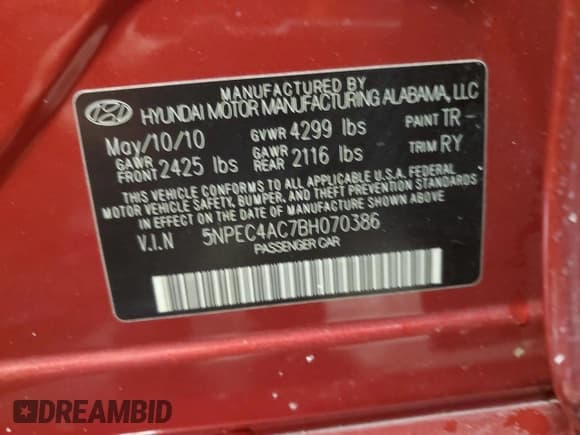 MANUFACTURED BY
HYUNDAI MOTOR MANUFACTURING ALABAMA, LLC
May/10/10 GVWR 4299 lbs PAINT TR-
GAWR FRONT 2425 lbs GAWR REAR 2116 lbs TRIM RY
THIS VEHICLE CONFORMS TO ALL APPLICABLE U.S.A. FEDERAL
MOTOR VEHICLE SAFETY, BUMPER, AND THEFT PREVENTION STANDARDS
IN EFFECT ON THE DATE OF MANUFACTURE SHOWN ABOVE
V.I.N 5NPEC4AC7BH070386
PASSENGER CAR
DREAMBID